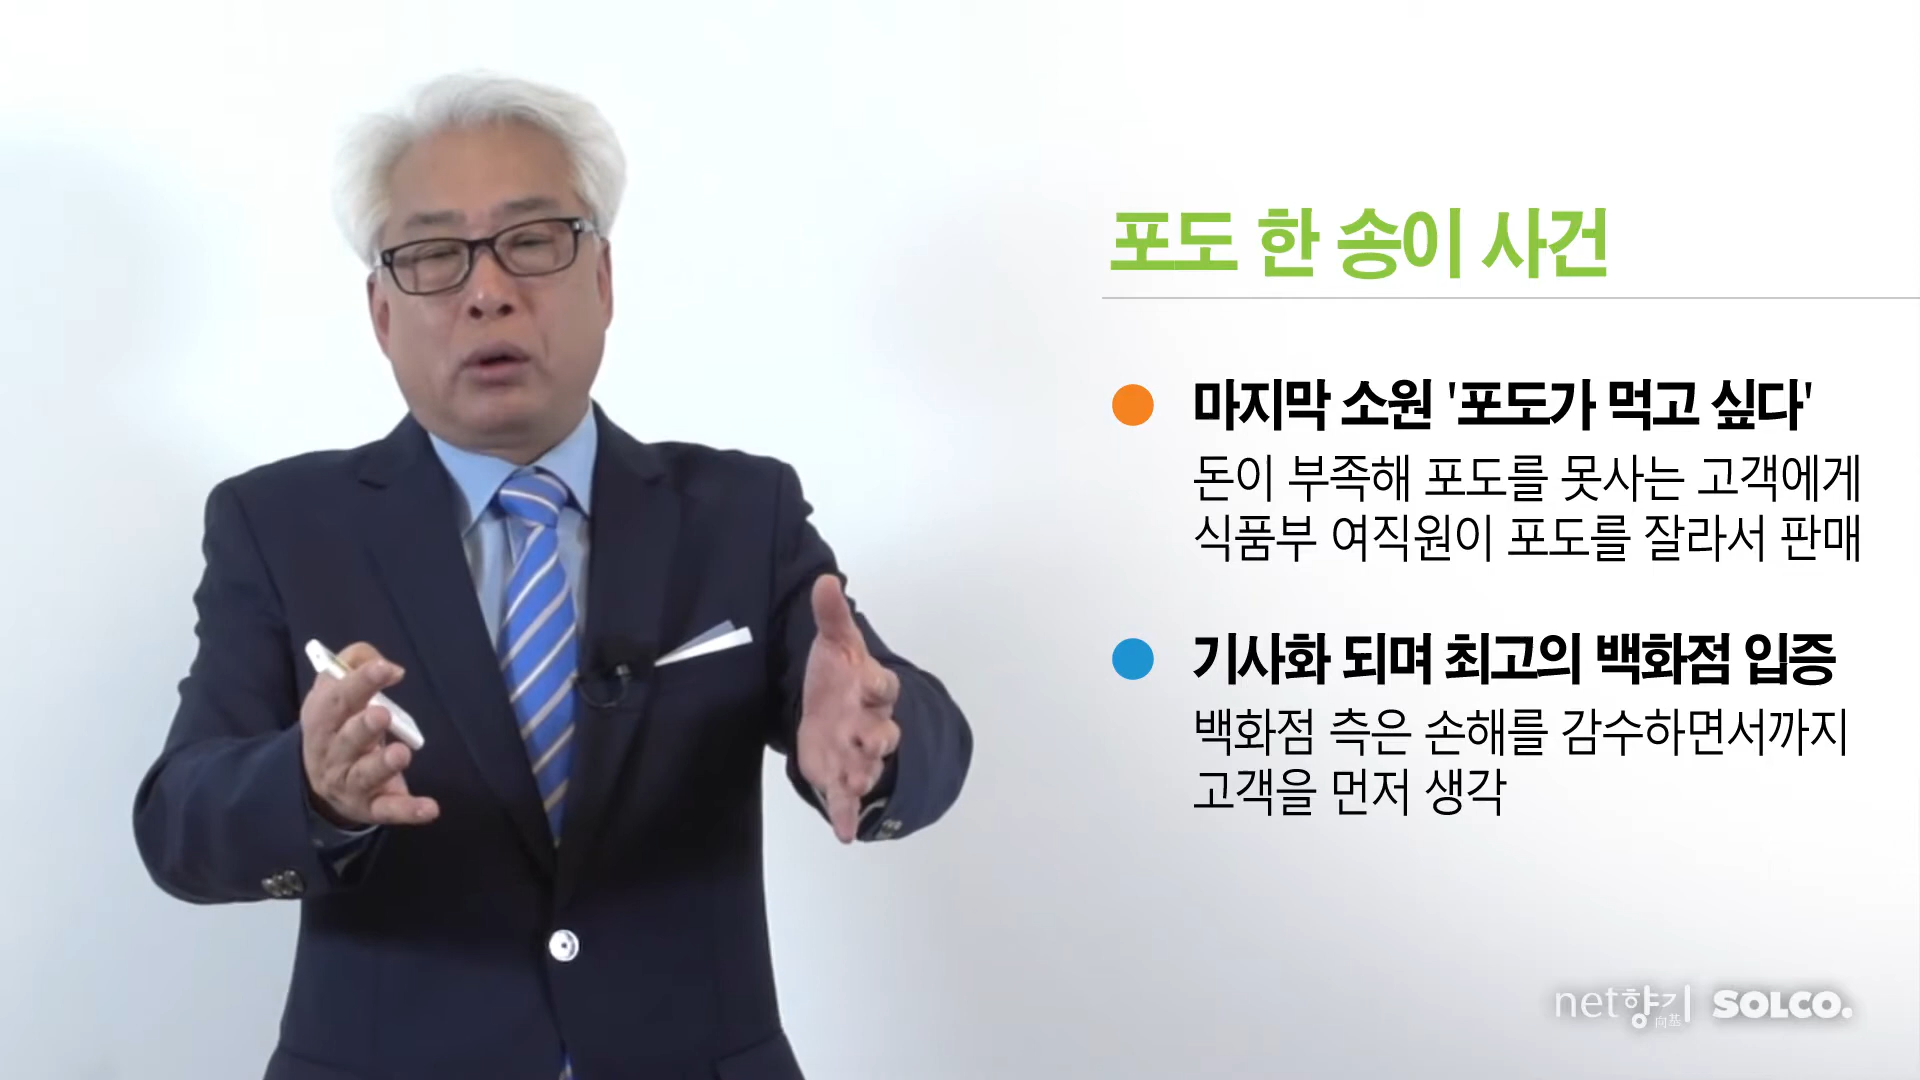 포도 한 송이 사건
마지막 소원 '포도가 먹고 싶다'
돈이 부족해 포도를 못사는 고객에게
식품부 여직원이 포도를 잘라서 판매
기사화 되며 최고의 백화점 입증
백화점 측은 손해를 감수하면서까지
고객을 먼저 생각
net향기 SOLCO.
向基